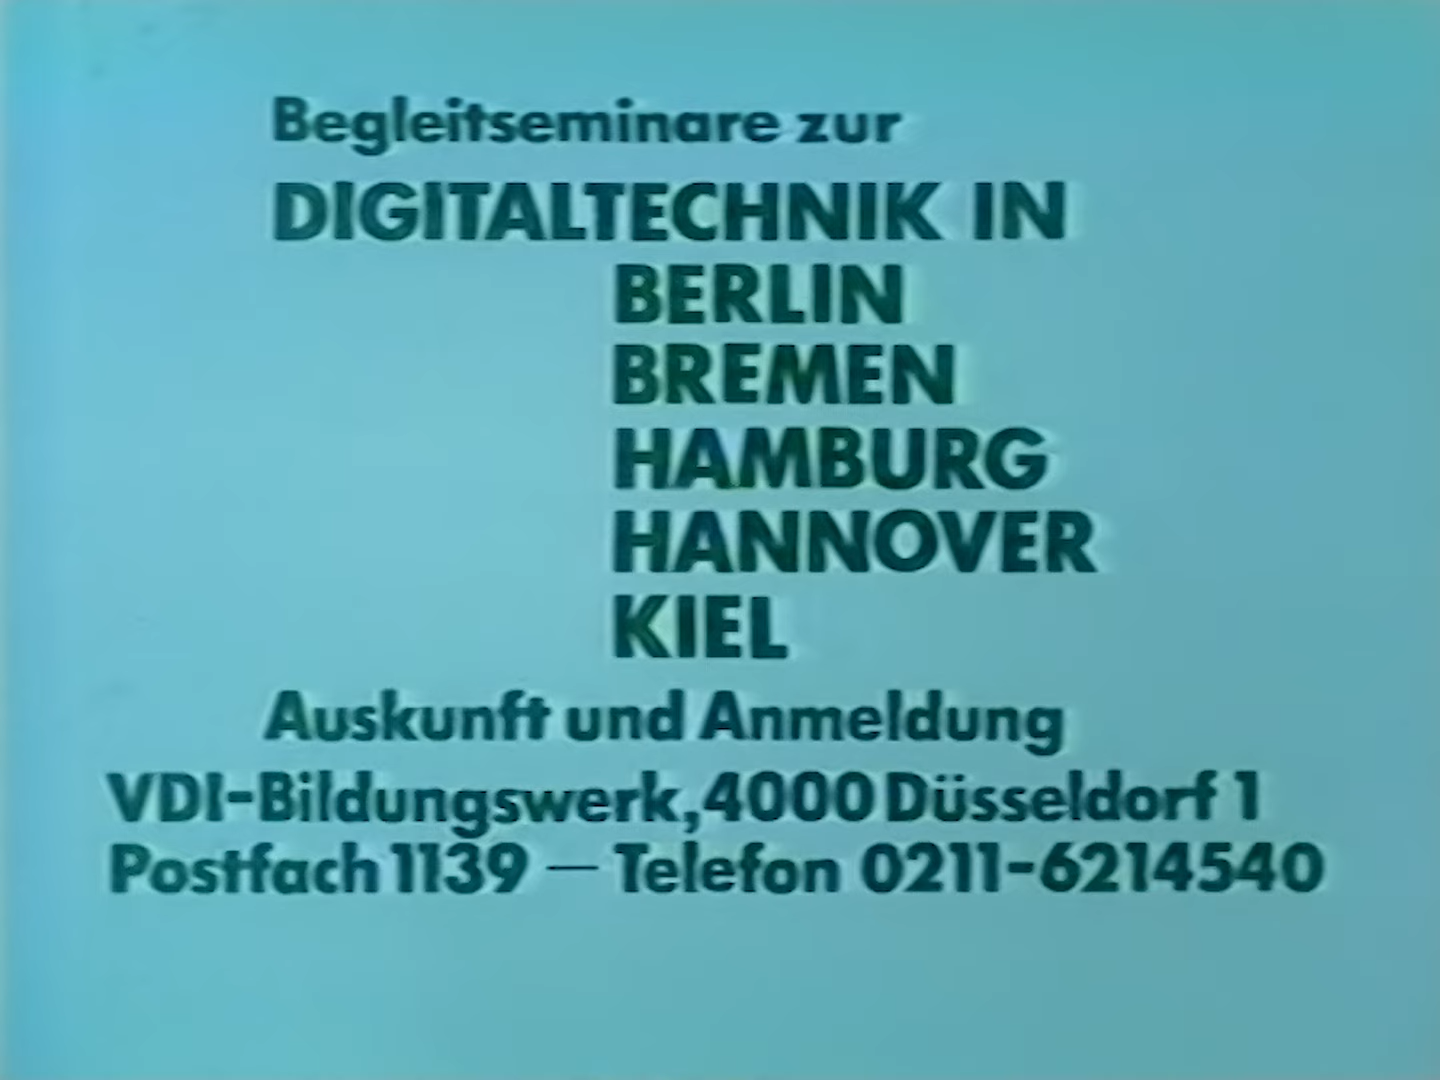 Begleitseminare zur
DIGITALTECHNIK IN
BERLIN
BREMEN
HAMBURG
HANNOVER
KIEL
Auskunft und Anmeldung
VDI-Bildungswerk, 4000 Düsseldorf 1
Postfach 1139 — Telefon 0211-6214540